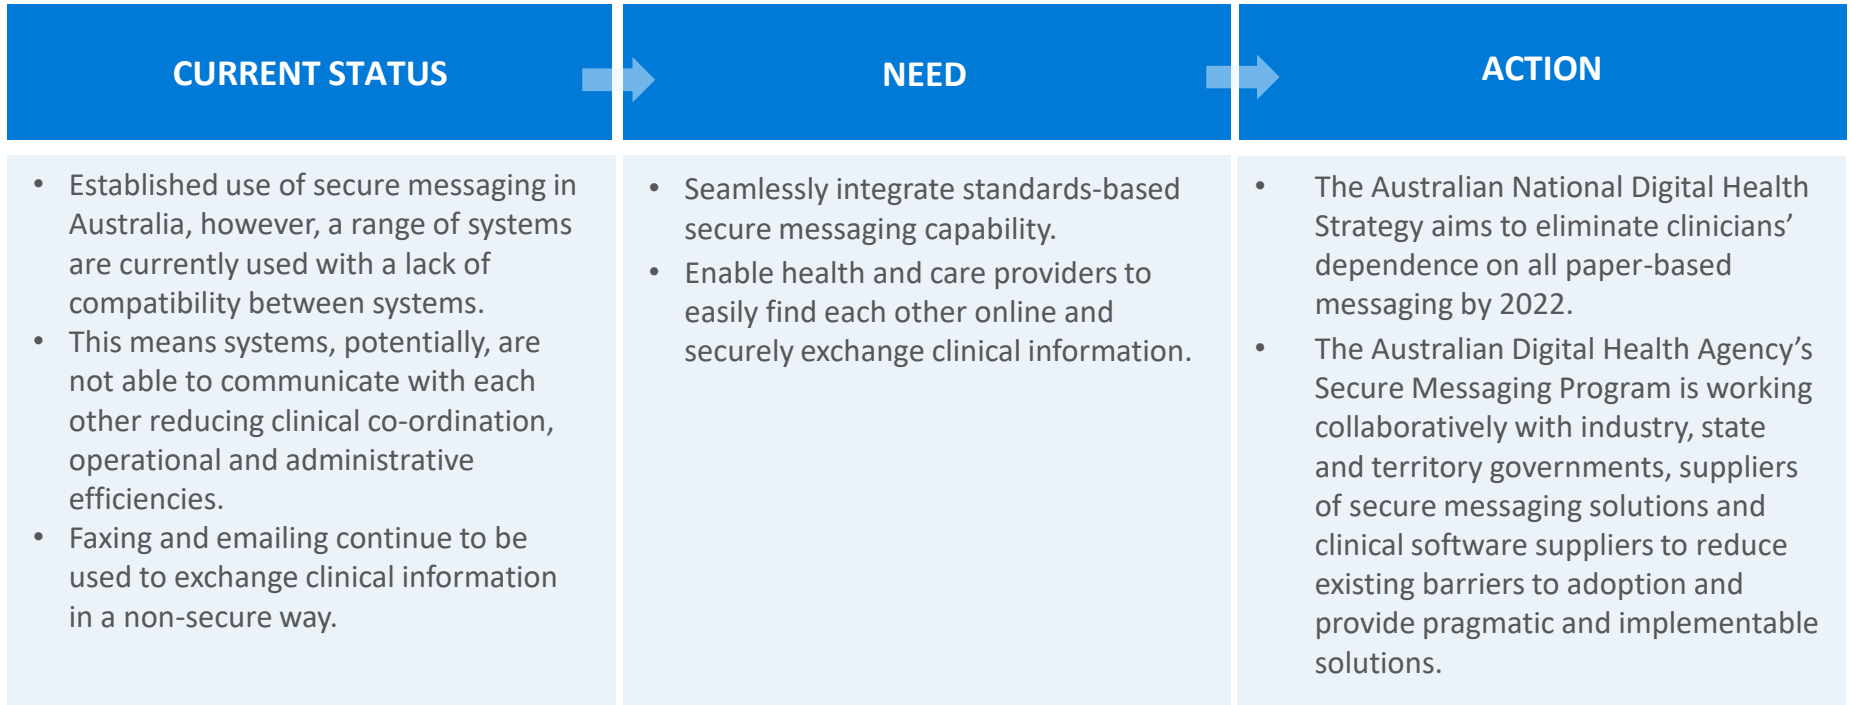 CURRENT STATUS
NEED
ACTION
• Established use of secure messaging in
Australia, however, a range of systems
are currently used with a lack of
compatibility between systems.
• This means systems, potentially, are
not able to communicate with each
other reducing clinical co-ordination,
operational and administrative
efficiencies.
• Faxing and emailing continue to be
used to exchange clinical information
in a non-secure way.
• Seamlessly integrate standards-based
secure messaging capability.
• Enable health and care providers to
easily find each other online and
securely exchange clinical information.
• The Australian National Digital Health
Strategy aims to eliminate clinicians’
dependence on all paper-based
messaging by 2022.
• The Australian Digital Health Agency’s
Secure Messaging Program is working
collaboratively with industry, state
and territory governments, suppliers
of secure messaging solutions and
clinical software suppliers to reduce
existing barriers to adoption and
provide pragmatic and implementable
solutions.